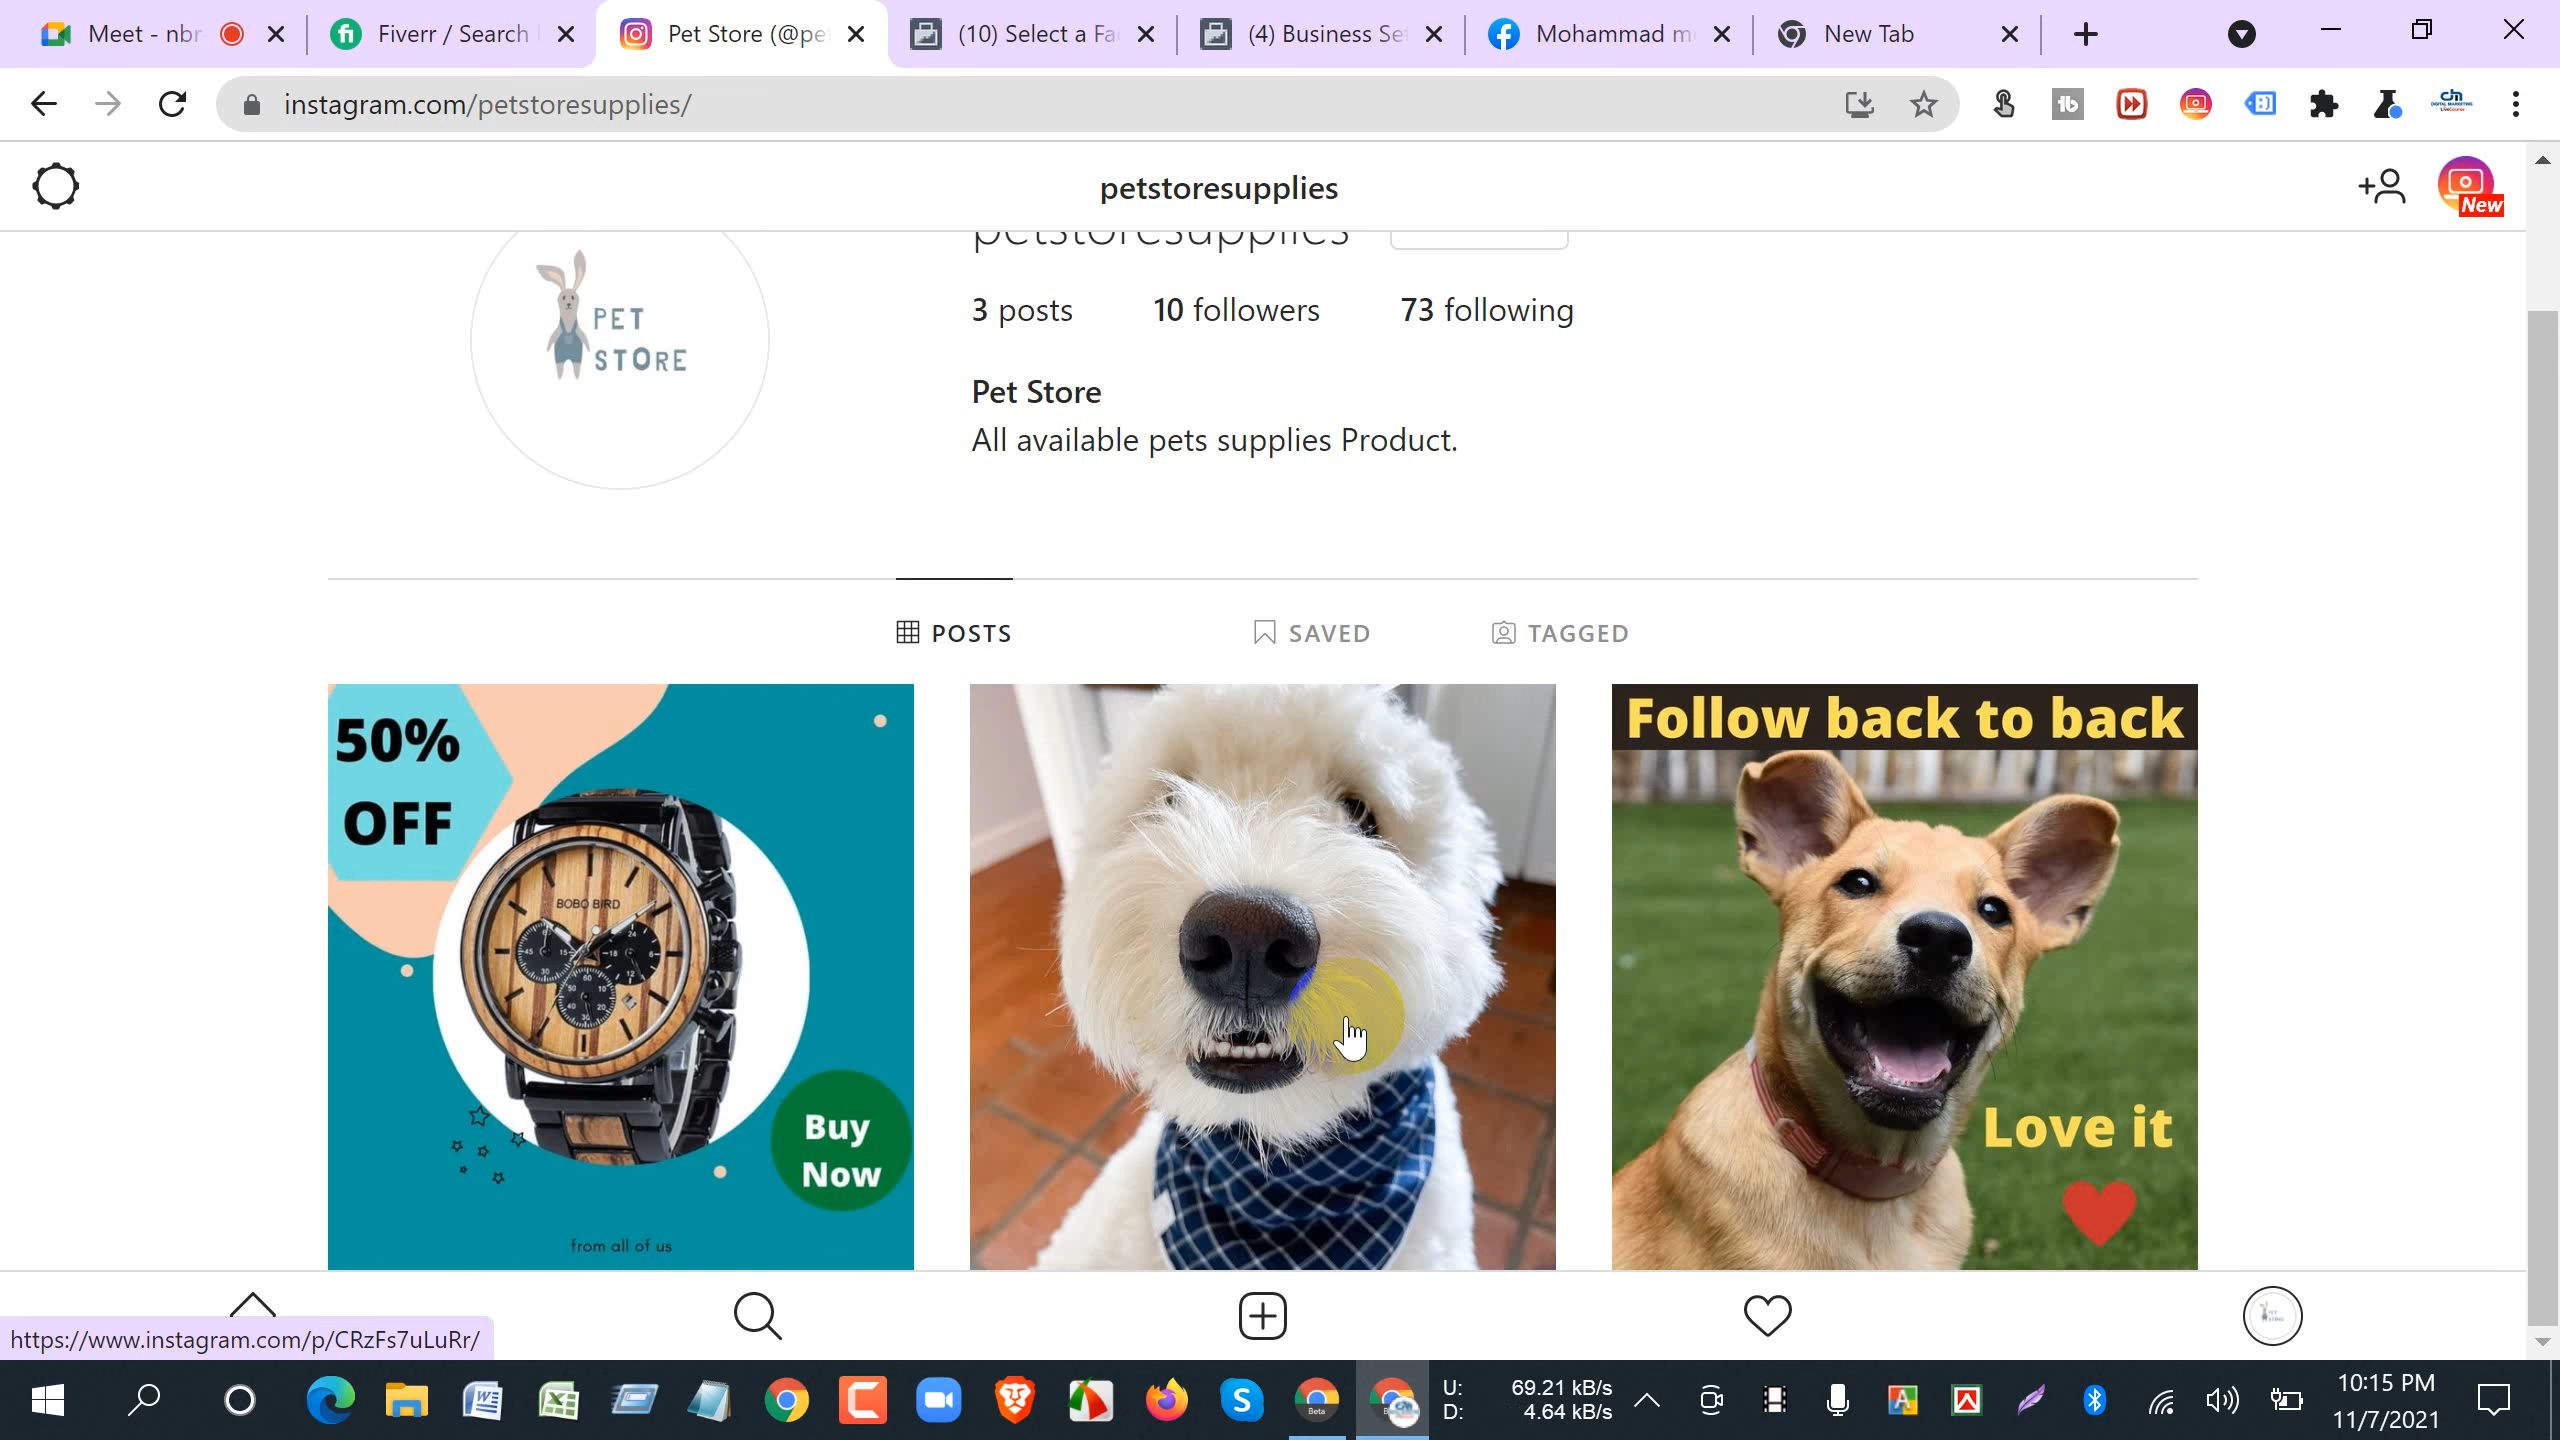 Meet - nbr
Fiverr / Search
Pet Store (@pe
(10) Select a Fa
(4) Business Se
Mohammad m
New Tab
instagram.com/petstoresupplies/
petstoresupplies
New
petstoresupplies
3 posts 10 followers 73 following
PET
STORE
Pet Store
All available pets supplies Product.
POSTS SAVED TAGGED
50%
OFF
BOBO BIRD
Buy
Now
from all of us
Follow back to back
Love it
https://www.instagram.com/p/CRzFs7uLuRr/
U: 69.21 kB/s
D: 4.64 kB/s
10:15 PM
11/7/2021